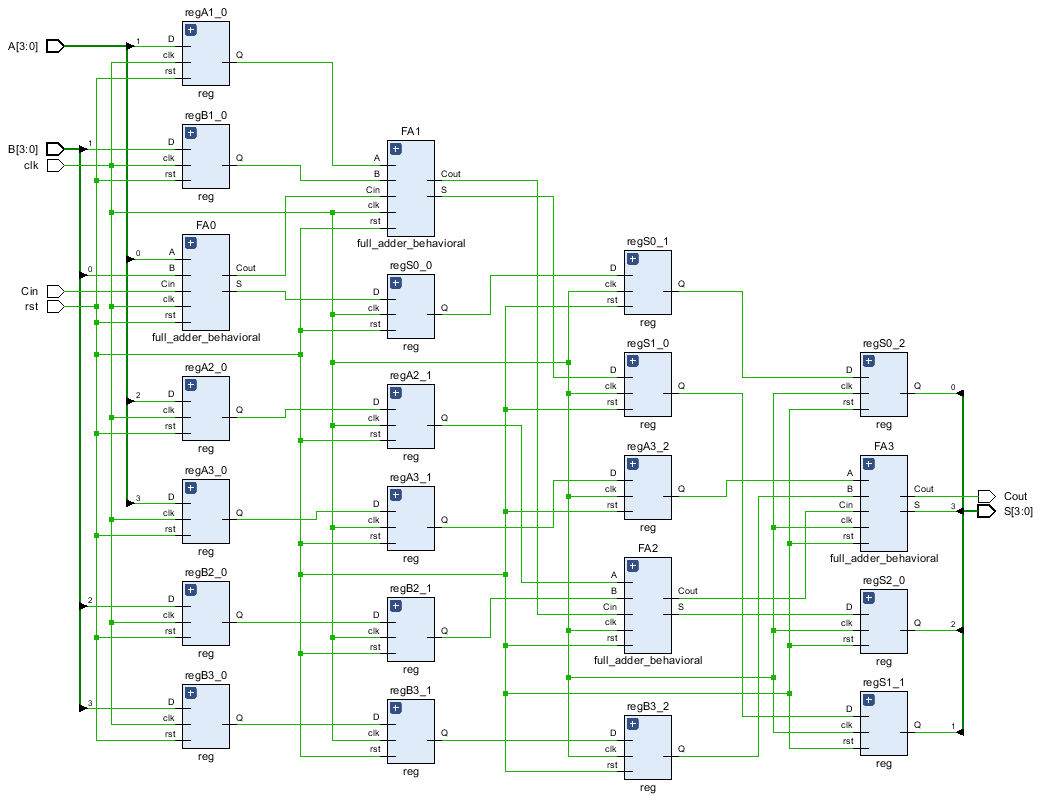 A[3:0]
B[3:0]
clk
Cin
rst
regA1_0
1
D
clk
rst
Q
reg
regB1_0
1
D
clk
rst
Q
reg
FA0
0
0
A
B
Cin
clk
rst
Cout
S
full_adder_behavioral
regA2_0
2
D
clk
rst
Q
reg
regA3_0
3
D
clk
rst
Q
reg
regB2_0
2
D
clk
rst
Q
reg
regB3_0
3
D
clk
rst
Q
reg
FA1
A
B
Cin
clk
rst
Cout
S
full_adder_behavioral
regS0_0
D
clk
rst
Q
reg
regA2_1
D
clk
rst
Q
reg
regA3_1
D
clk
rst
Q
reg
regB2_1
D
clk
rst
Q
reg
regB3_1
D
clk
rst
Q
reg
regS0_1
D
clk
rst
Q
reg
regS1_0
D
clk
rst
Q
reg
regA3_2
D
clk
rst
Q
reg
FA2
A
B
Cin
clk
rst
Cout
S
full_adder_behavioral
regB3_2
D
clk
rst
Q
reg
regS0_2
D
clk
rst
Q
0
reg
FA3
A
B
Cin
clk
rst
Cout
S
3
full_adder_behavioral
regS2_0
D
clk
rst
Q
2
reg
regS1_1
D
clk
rst
Q
1
reg
Cout
S[3:0]